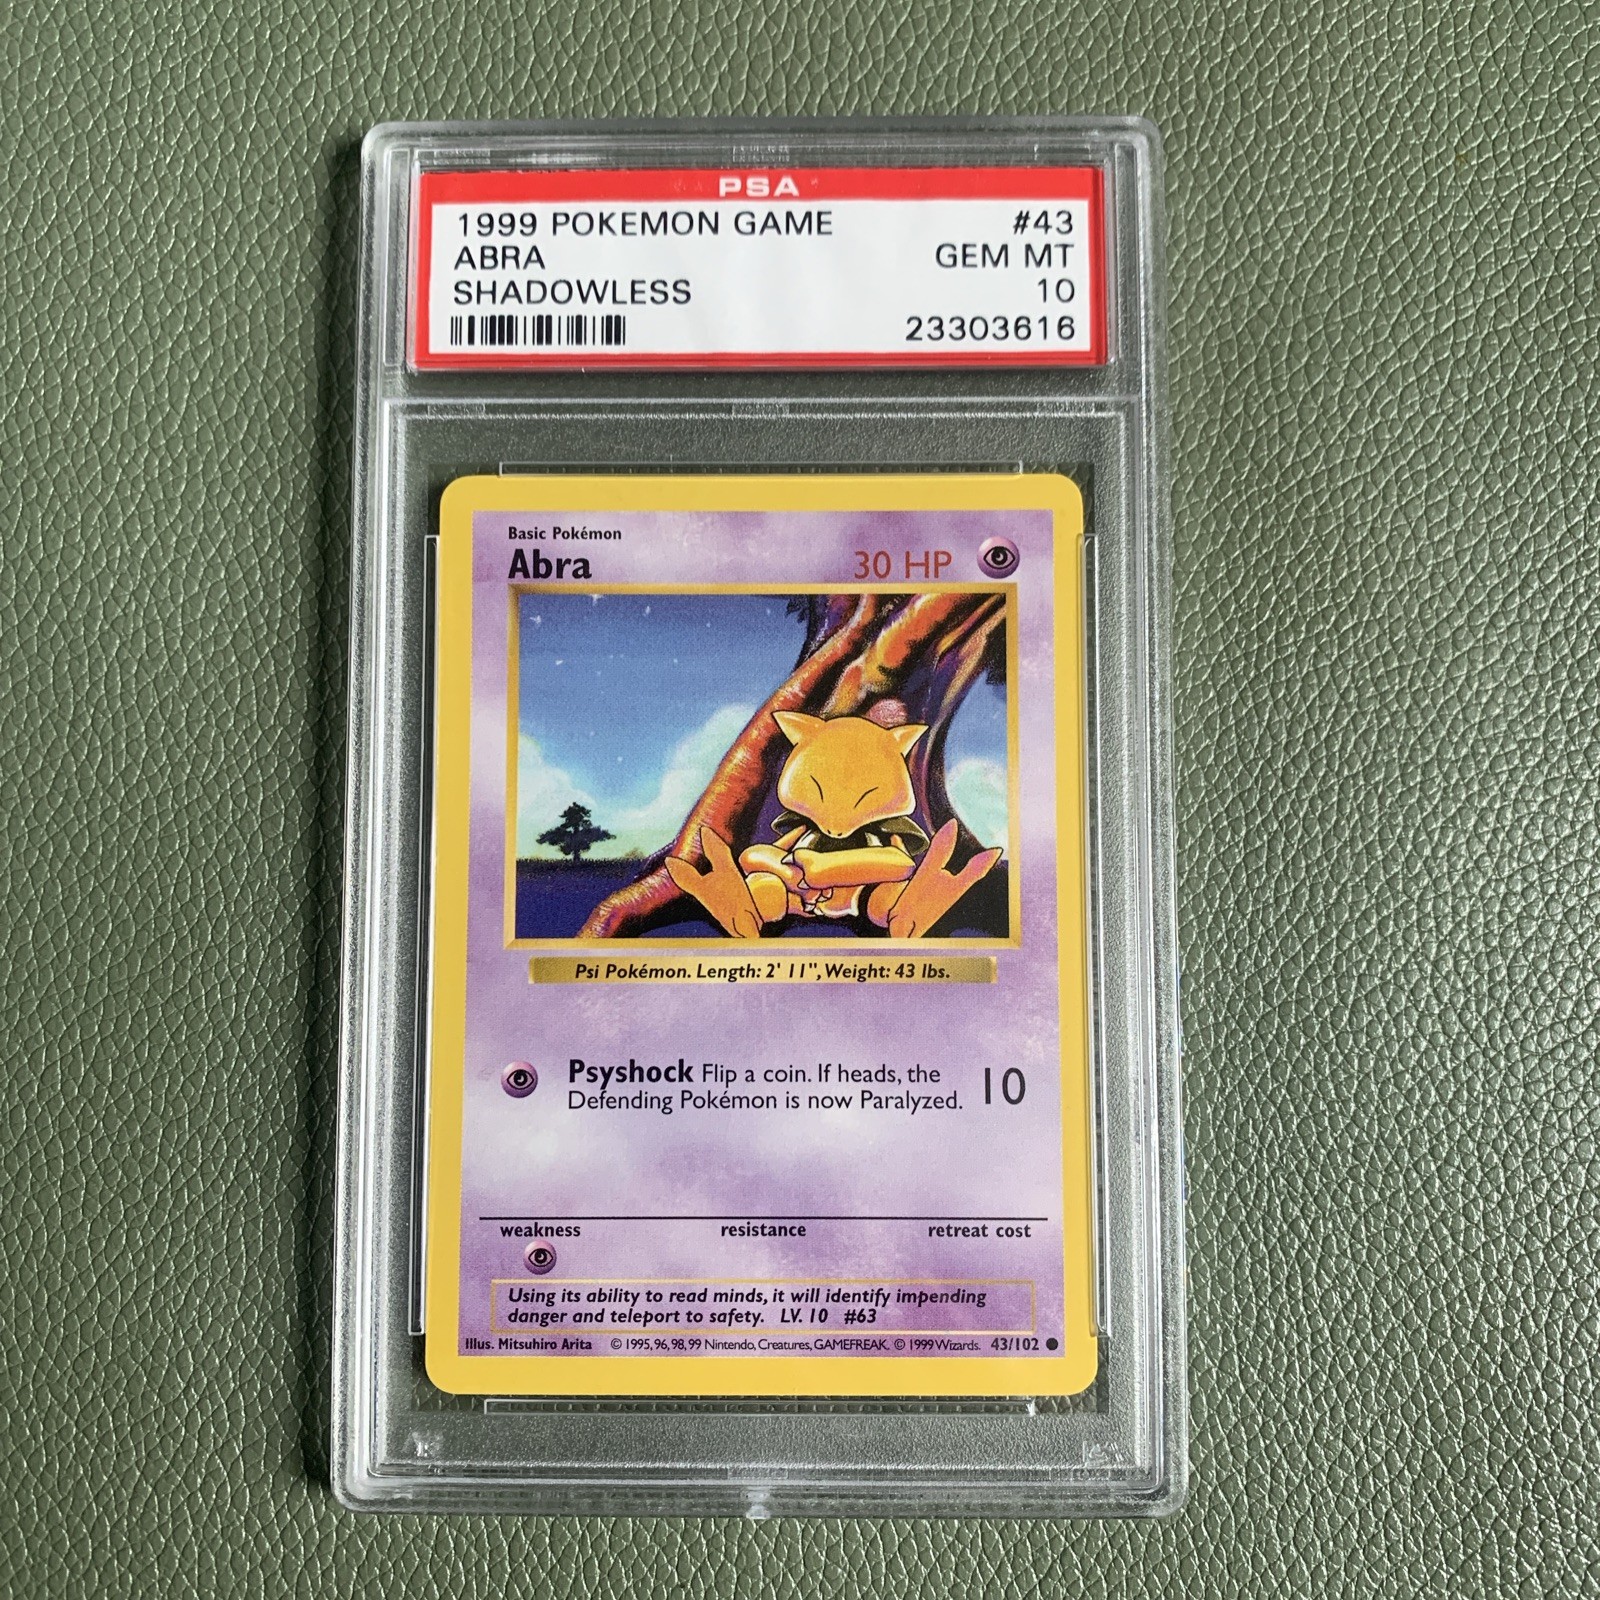 PSA
1999 POKEMON GAME #43
ABRA GEM MT
SHADOWLESS 10
23303616
Basic Pokémon
Abra 30 HP
Psi Pokémon. Length: 2' 11", Weight: 43 lbs.
Psyshock Flip a coin. If heads, the
Defending Pokémon is now Paralyzed. 10
weakness resistance retreat cost
Using its ability to read minds, it will identify impending
danger and teleport to safety. LV. 10 #63
Illus. Mitsuhiro Arita © 1995, 96, 98, 99 Nintendo, Creatures, GAMEFREAK. © 1999 Wizards. 43/102